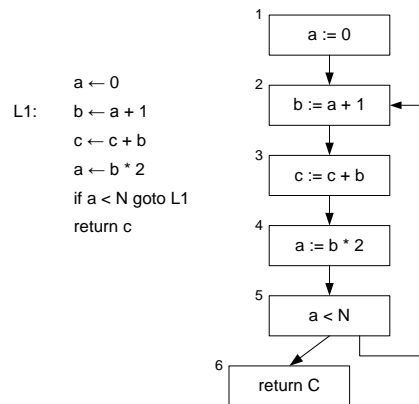 a ← 0
L1: b ← a + 1
c ← c + b
a ← b * 2
if a < N goto L1
return c
1
a := 0
2
b := a + 1
3
c := c + b
4
a := b * 2
5
a < N
6
return C